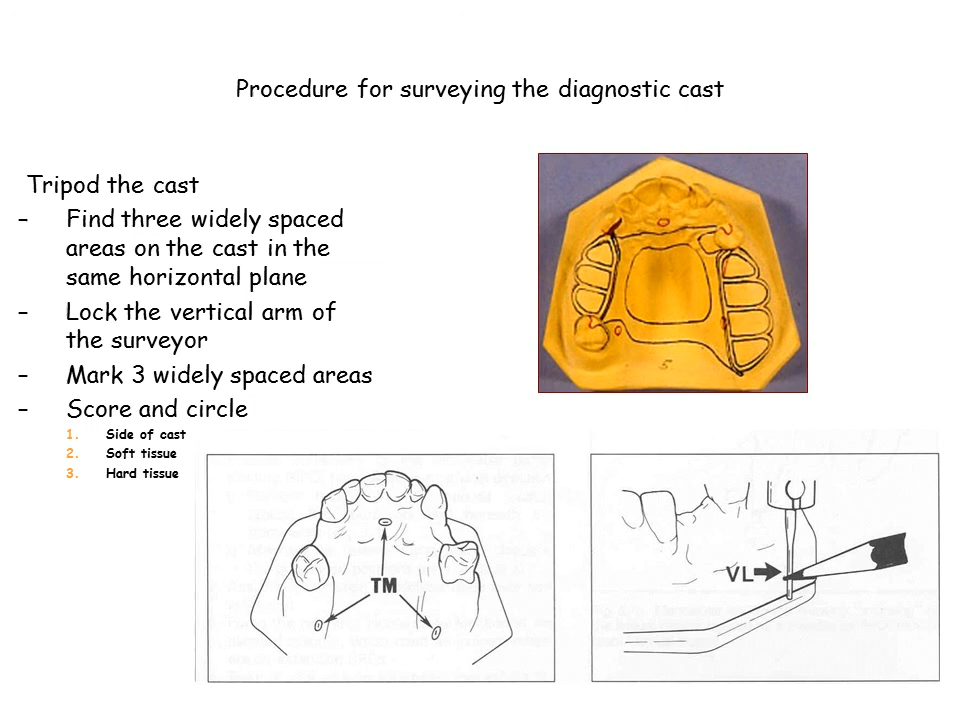 Procedure for surveying the diagnostic cast
Tripod the cast
– Find three widely spaced
areas on the cast in the
same horizontal plane
– Lock the vertical arm of
the surveyor
– Mark 3 widely spaced areas
– Score and circle
1. Side of cast
2. Soft tissue
3. Hard tissue
5
TM
VL